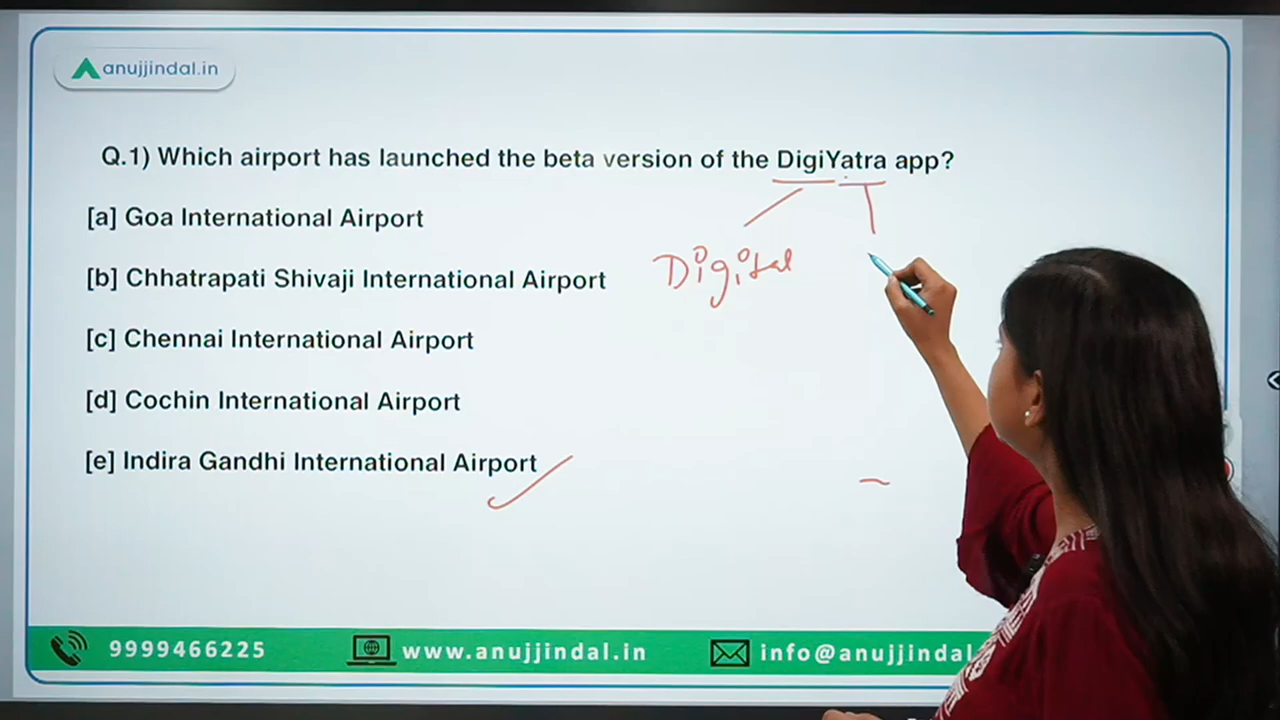 anujjindal.in
Q.1) Which airport has launched the beta version of the DigiYatra app?
[a] Goa International Airport
[b] Chhatrapati Shivaji International Airport
Digital
[c] Chennai International Airport
[d] Cochin International Airport
[e] Indira Gandhi International Airport
9999466225 www.anujjindal.in info@anujjindal